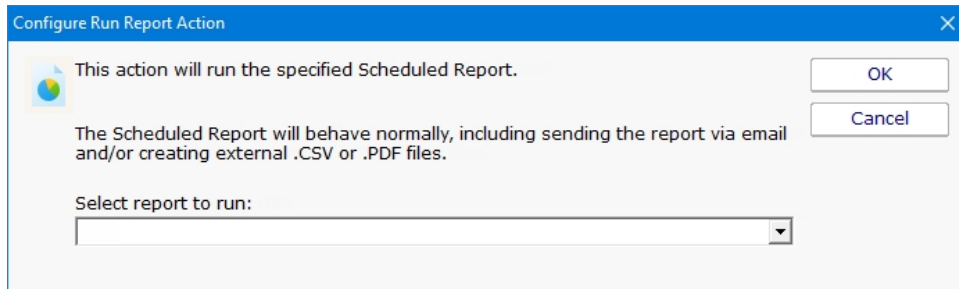 Configure Run Report Action
This action will run the specified Scheduled Report.
OK
Cancel
The Scheduled Report will behave normally, including sending the report via email
and/or creating external .CSV or .PDF files.
Select report to run: